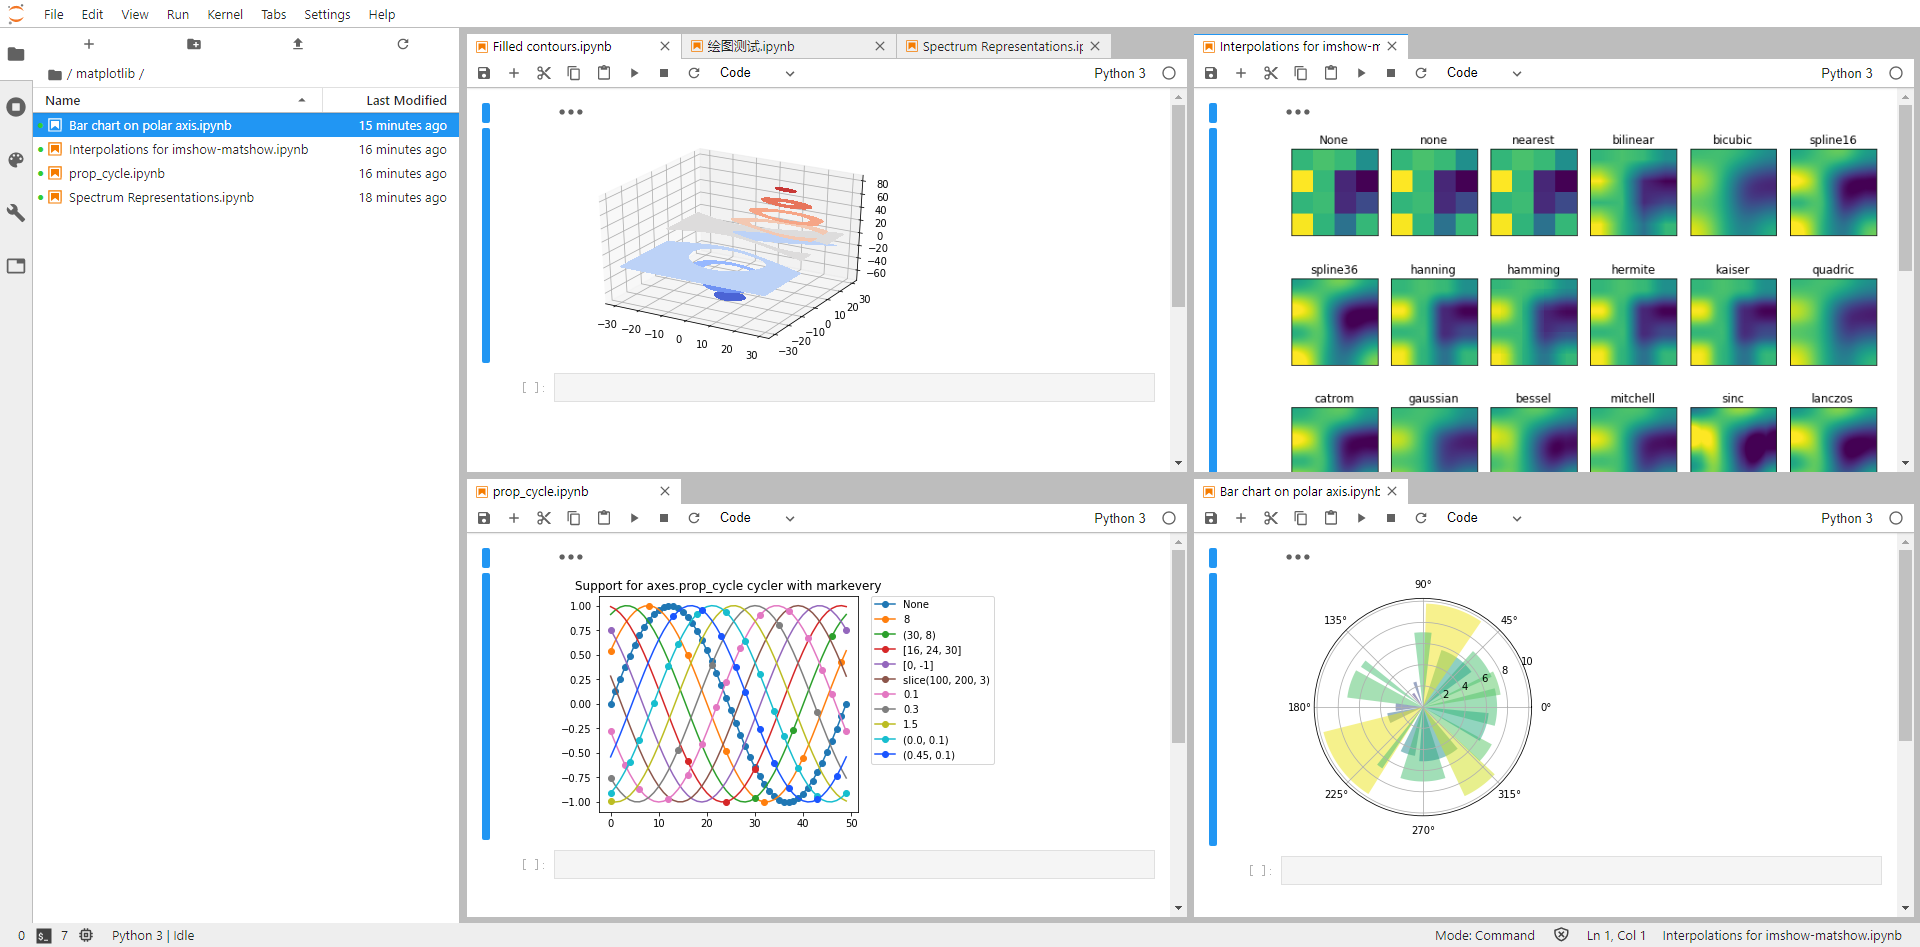 File Edit View Run Kernel Tabs Settings Help
/ matplotlib /
Name Last Modified
Bar chart on polar axis.ipynb 15 minutes ago
Interpolations for imshow-matshow.ipynb 16 minutes ago
prop_cycle.ipynb 16 minutes ago
Spectrum Representations.ipynb 18 minutes ago
Filled contours.ipynb 绘图测试.ipynb Spectrum Representations.ip
Code Python 3
80
60
40
20
0
−20
−40
−60
−30 −20 −10 0 10 20 30
−30 −20 −10 0 10 20 30
[ ]:
Interpolations for imshow-m
Code Python 3
None none nearest bilinear bicubic spline16
spline36 hanning hamming hermite kaiser quadric
catrom gaussian bessel mitchell sinc lanczos
prop_cycle.ipynb
Code Python 3
Support for axes.prop_cycle cycler with markevery
1.00
0.75
0.50
0.25
0.00
−0.25
−0.50
−0.75
−1.00
0 10 20 30 40 50
None
8
(30, 8)
[16, 24, 30]
[0, -1]
slice(100, 200, 3)
0.1
0.3
1.5
(0.0, 0.1)
(0.45, 0.1)
[ ]:
Bar chart on polar axis.ipynb
Code Python 3
90°
135° 45°
10
8
6
4
2
180° 0°
225° 315°
270°
[ ]:
0 $_ 7 Python 3 | Idle Mode: Command Ln 1, Col 1 Interpolations for imshow-matshow.ipynb